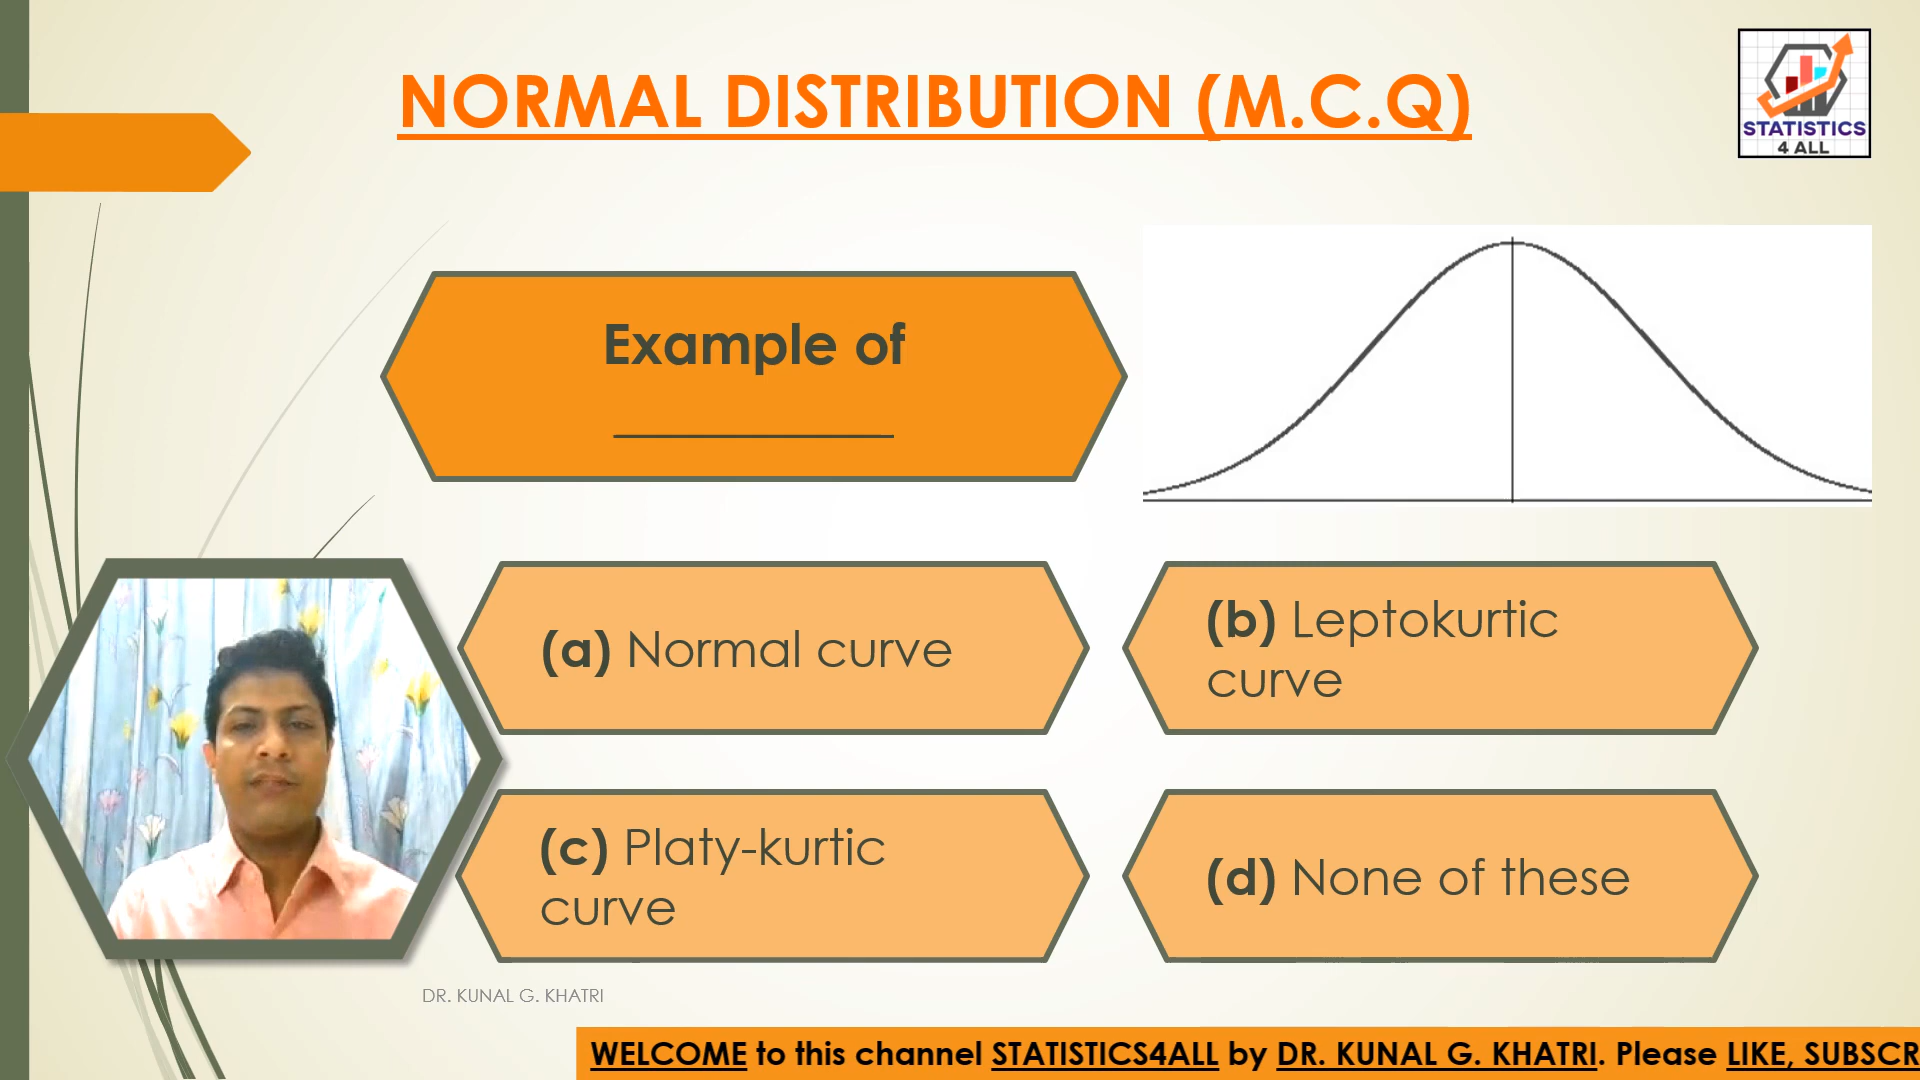 NORMAL DISTRIBUTION (M.C.Q)
STATISTICS
4 ALL
Example of
__________
(a) Normal curve
(b) Leptokurtic
curve
(c) Platy-kurtic
curve
(d) None of these
DR. KUNAL G. KHATRI
WELCOME to this channel STATISTICS4ALL by DR. KUNAL G. KHATRI. Please LIKE, SUBSCR